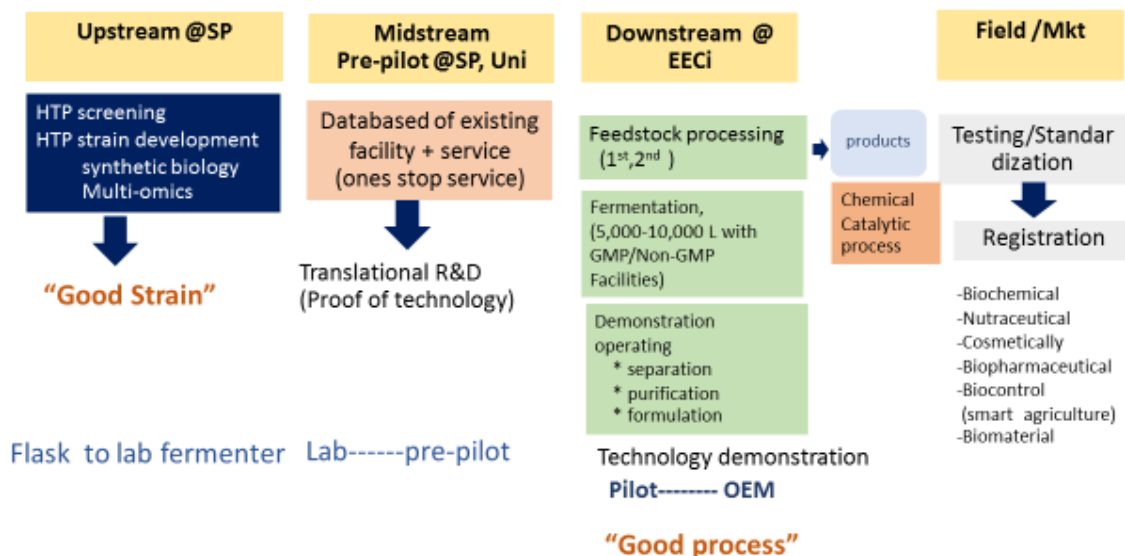 Upstream @SP
HTP screening
HTP strain development
synthetic biology
Multi-omics
“Good Strain”
Flask to lab fermenter
Midstream
Pre-pilot @SP, Uni
Databased of existing
facility + service
(ones stop service)
Translational R&D
(Proof of technology)
Lab------pre-pilot
Downstream @
EECi
Feedstock processing
(1st,2nd )
Fermentation,
(5,000-10,000 L with
GMP/Non-GMP
Facilities)
Demonstration
operating
* separation
* purification
* formulation
Technology demonstration
Pilot-------- OEM
“Good process”
products
Chemical
Catalytic
process
Field /Mkt
Testing/Standar
dization
Registration
-Biochemical
-Nutraceutical
-Cosmetically
-Biopharmaceutical
-Biocontrol
(smart agriculture)
-Biomaterial